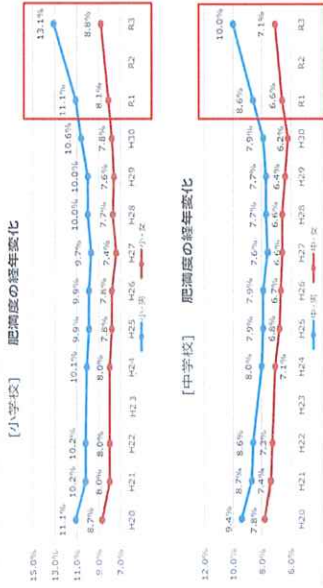 [小学校] 肥満度の経年変化
15.0%
13.0%
11.0%
9.0%
7.0%
11.1% 10.2% 10.2% 10.1% 9.9% 9.9% 9.7% 10.0% 10.0% 10.6% 11.1% 13.1%
8.7% 8.0% 8.0% 8.0% 7.8% 7.8% 7.4% 7.7% 7.6% 7.8% 8.1% 8.8%
H20 H21 H22 H23 H24 H25 H26 H27 H28 H29 H30 R1 R2 R3
小・男 小・女
[中学校] 肥満度の経年変化
12.0%
10.0%
8.0%
6.0%
9.4% 8.7% 8.6% 8.0% 7.9% 7.9% 7.6% 7.7% 7.7% 7.9% 8.6% 10.0%
7.8% 7.4% 7.2% 7.1% 6.8% 6.7% 6.6% 6.6% 6.4% 6.2% 6.6% 7.1%
H20 H21 H22 H23 H24 H25 H26 H27 H28 H29 H30 R1 R2 R3
中・男 中・女